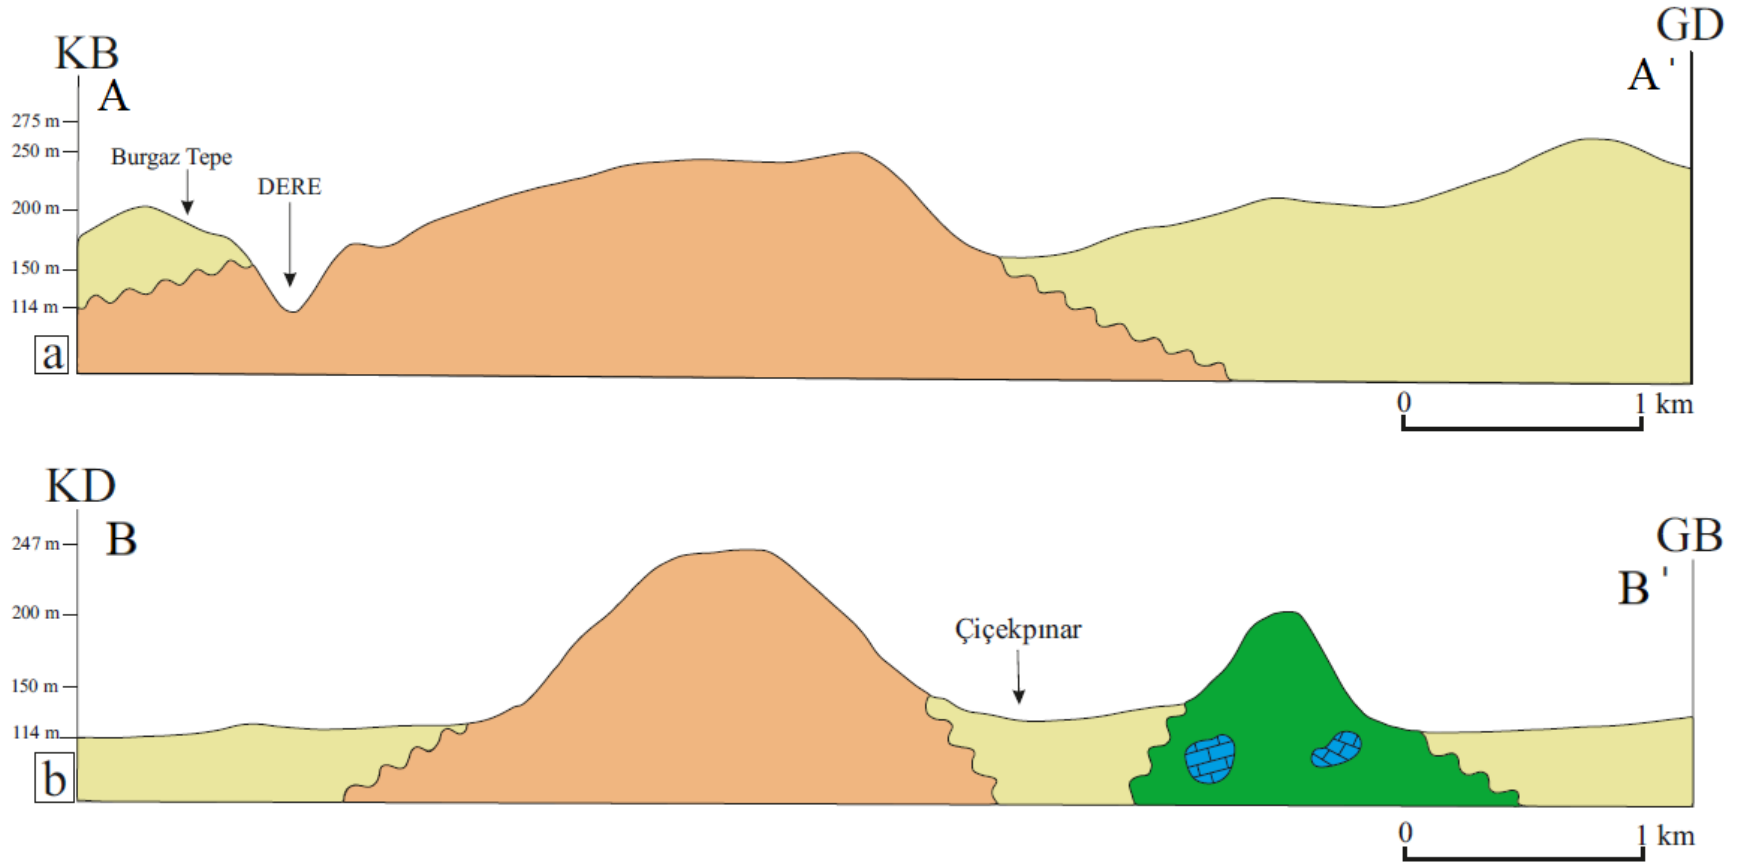 KB
GD
A
A '
275 m
250 m
Burgaz Tepe
DERE
200 m
150 m
114 m
a
0
1 km
KD
B
GB
B '
247 m
200 m
Çiçekpınar
150 m
114 m
b
0
1 km